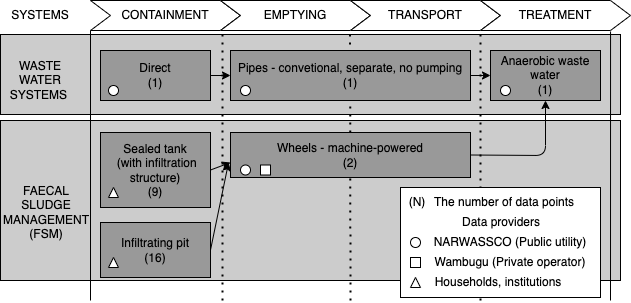 SYSTEMS
CONTAINMENT
EMPTYING
TRANSPORT
TREATMENT
WASTE
WATER
SYSTEMS
Direct
(1)
Pipes - convetional, separate, no pumping
(1)
Anaerobic waste
water
(1)
FAECAL
SLUDGE
MANAGEMENT
(FSM)
Sealed tank
(with infiltration
structure)
(9)
Wheels - machine-powered
(2)
Infiltrating pit
(16)
(N) The number of data points
Data providers
NARWASSCO (Public utility)
Wambugu (Private operator)
Households, institutions